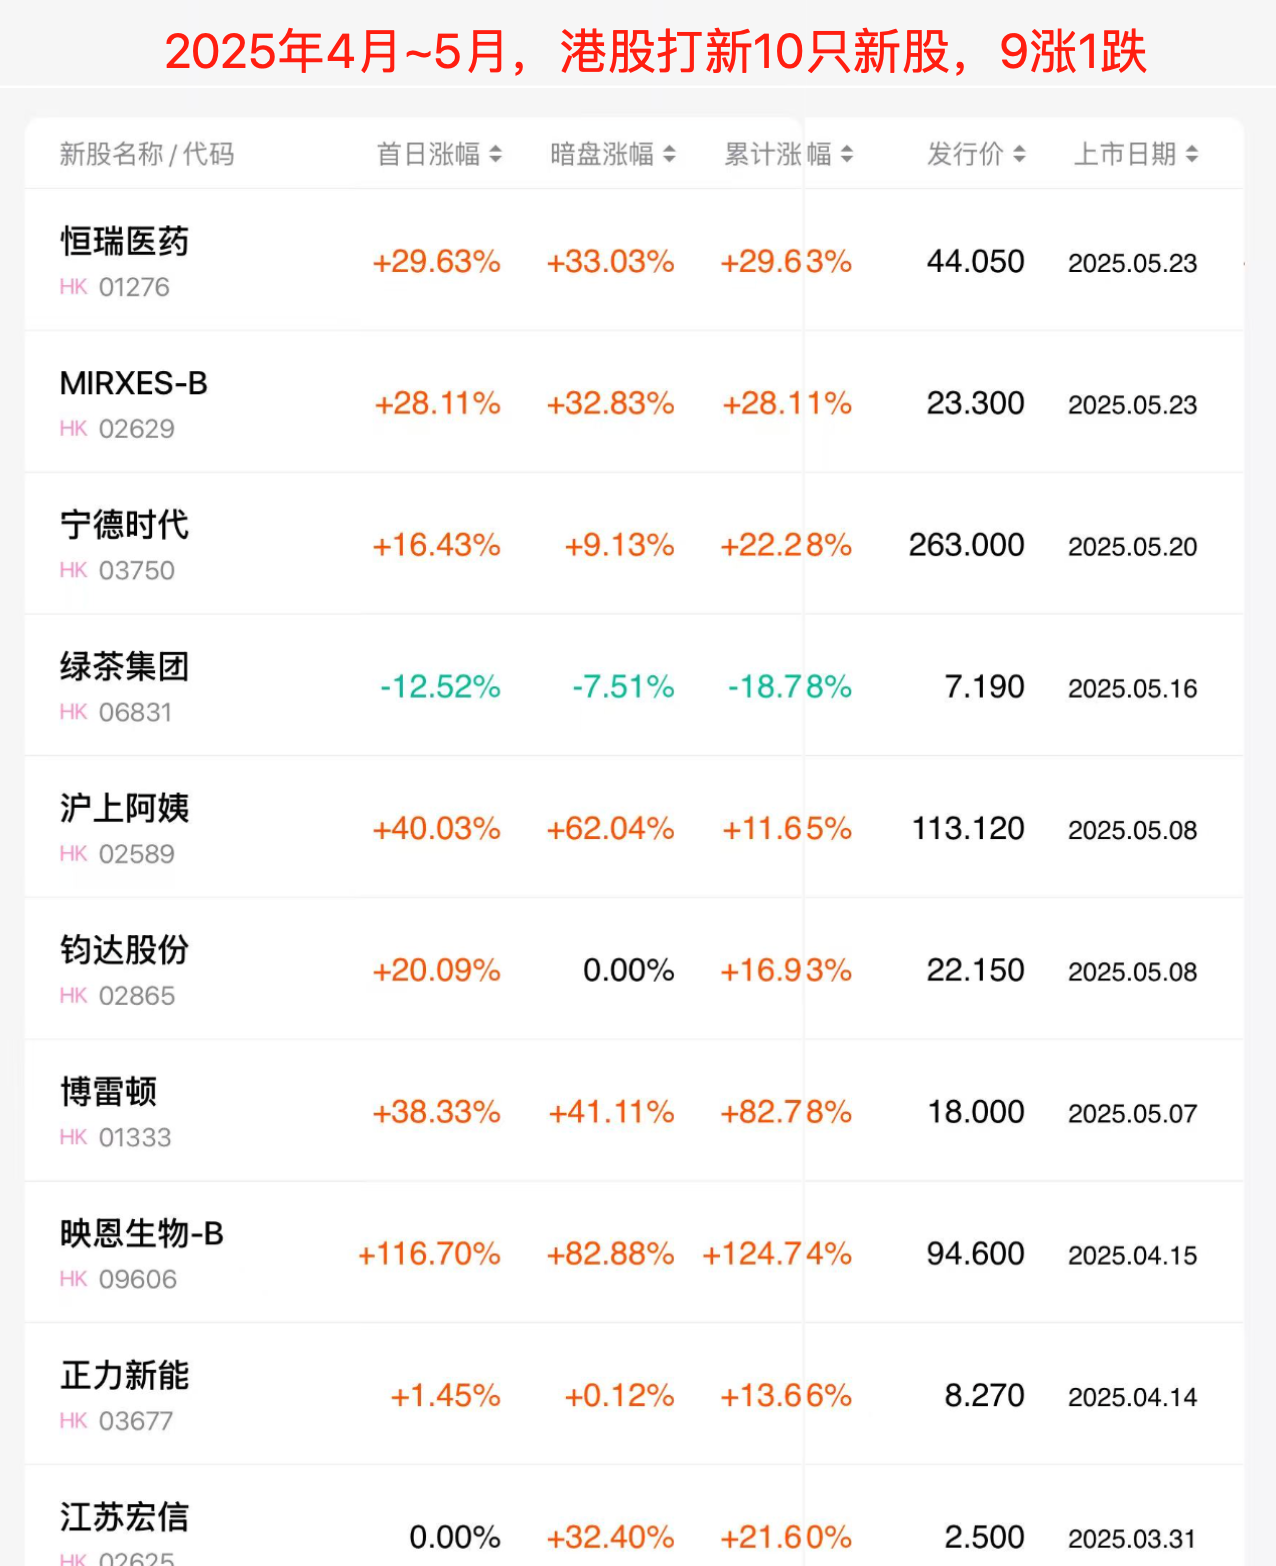 2025年4月~5月，港股打新10只新股，9涨1跌
新股名称 / 代码 首日涨幅 暗盘涨幅 累计涨幅 发行价 上市日期
恒瑞医药
HK 01276 +29.63% +33.03% +29.63% 44.050 2025.05.23
MIRXES-B
HK 02629 +28.11% +32.83% +28.11% 23.300 2025.05.23
宁德时代
HK 03750 +16.43% +9.13% +22.28% 263.000 2025.05.20
绿茶集团
HK 06831 -12.52% -7.51% -18.78% 7.190 2025.05.16
沪上阿姨
HK 02589 +40.03% +62.04% +11.65% 113.120 2025.05.08
钧达股份
HK 02865 +20.09% 0.00% +16.93% 22.150 2025.05.08
博雷顿
HK 01333 +38.33% +41.11% +82.78% 18.000 2025.05.07
映恩生物-B
HK 09606 +116.70% +82.88% +124.74% 94.600 2025.04.15
正力新能
HK 03677 +1.45% +0.12% +13.66% 8.270 2025.04.14
江苏宏信
HK 02625 0.00% +32.40% +21.60% 2.500 2025.03.31